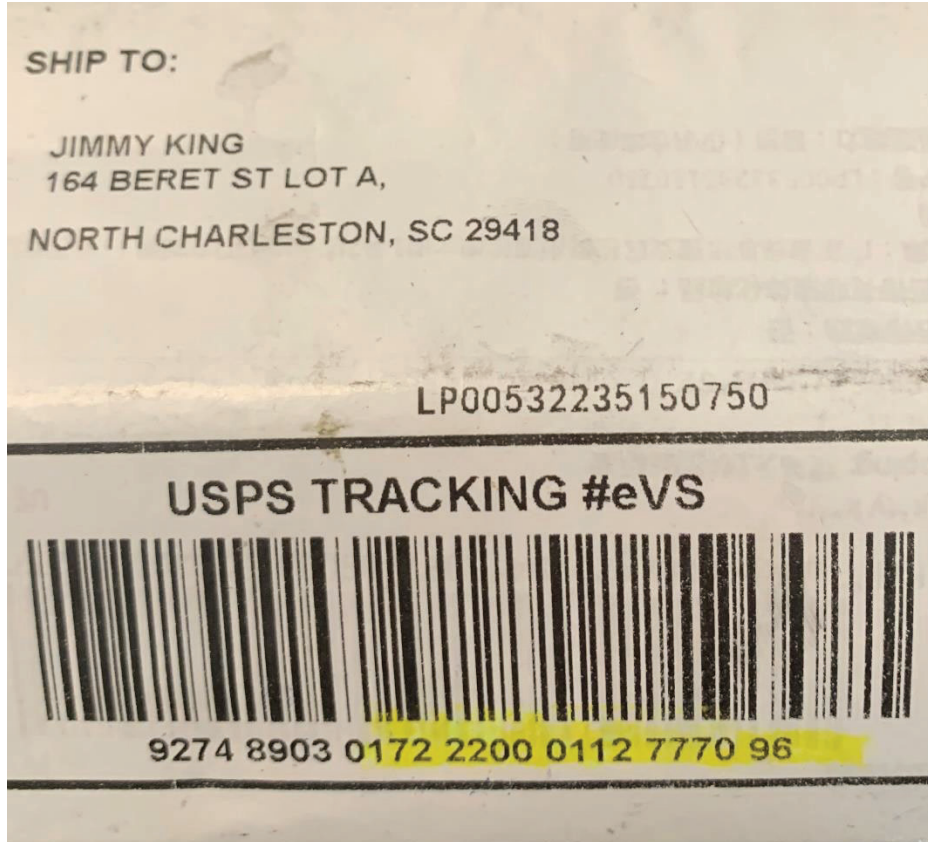 SHIP TO:
JIMMY KING
164 BERET ST LOT A,
NORTH CHARLESTON, SC 29418
LP00532235150750
USPS TRACKING #eVS
9274 8903 0172 2200 0112 7770 96